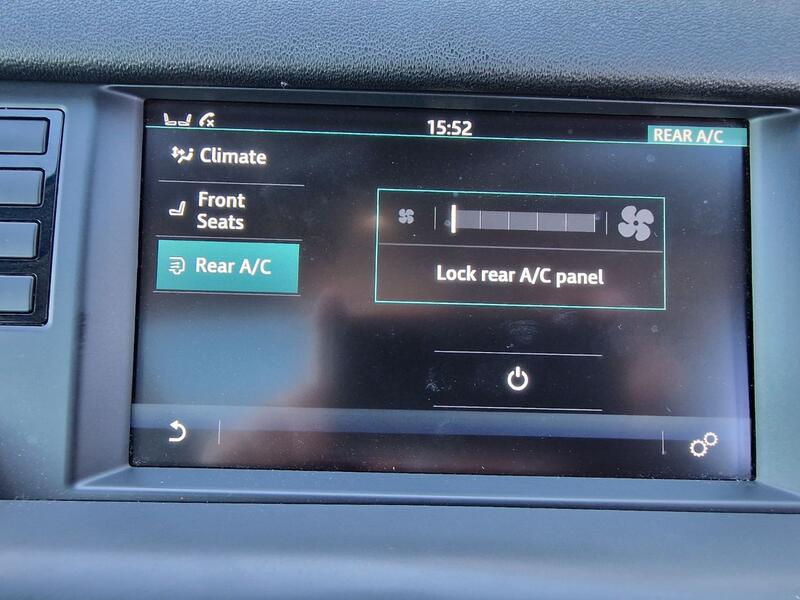 15:52
REAR A/C
Climate
Front
Seats
Rear A/C
Lock rear A/C panel